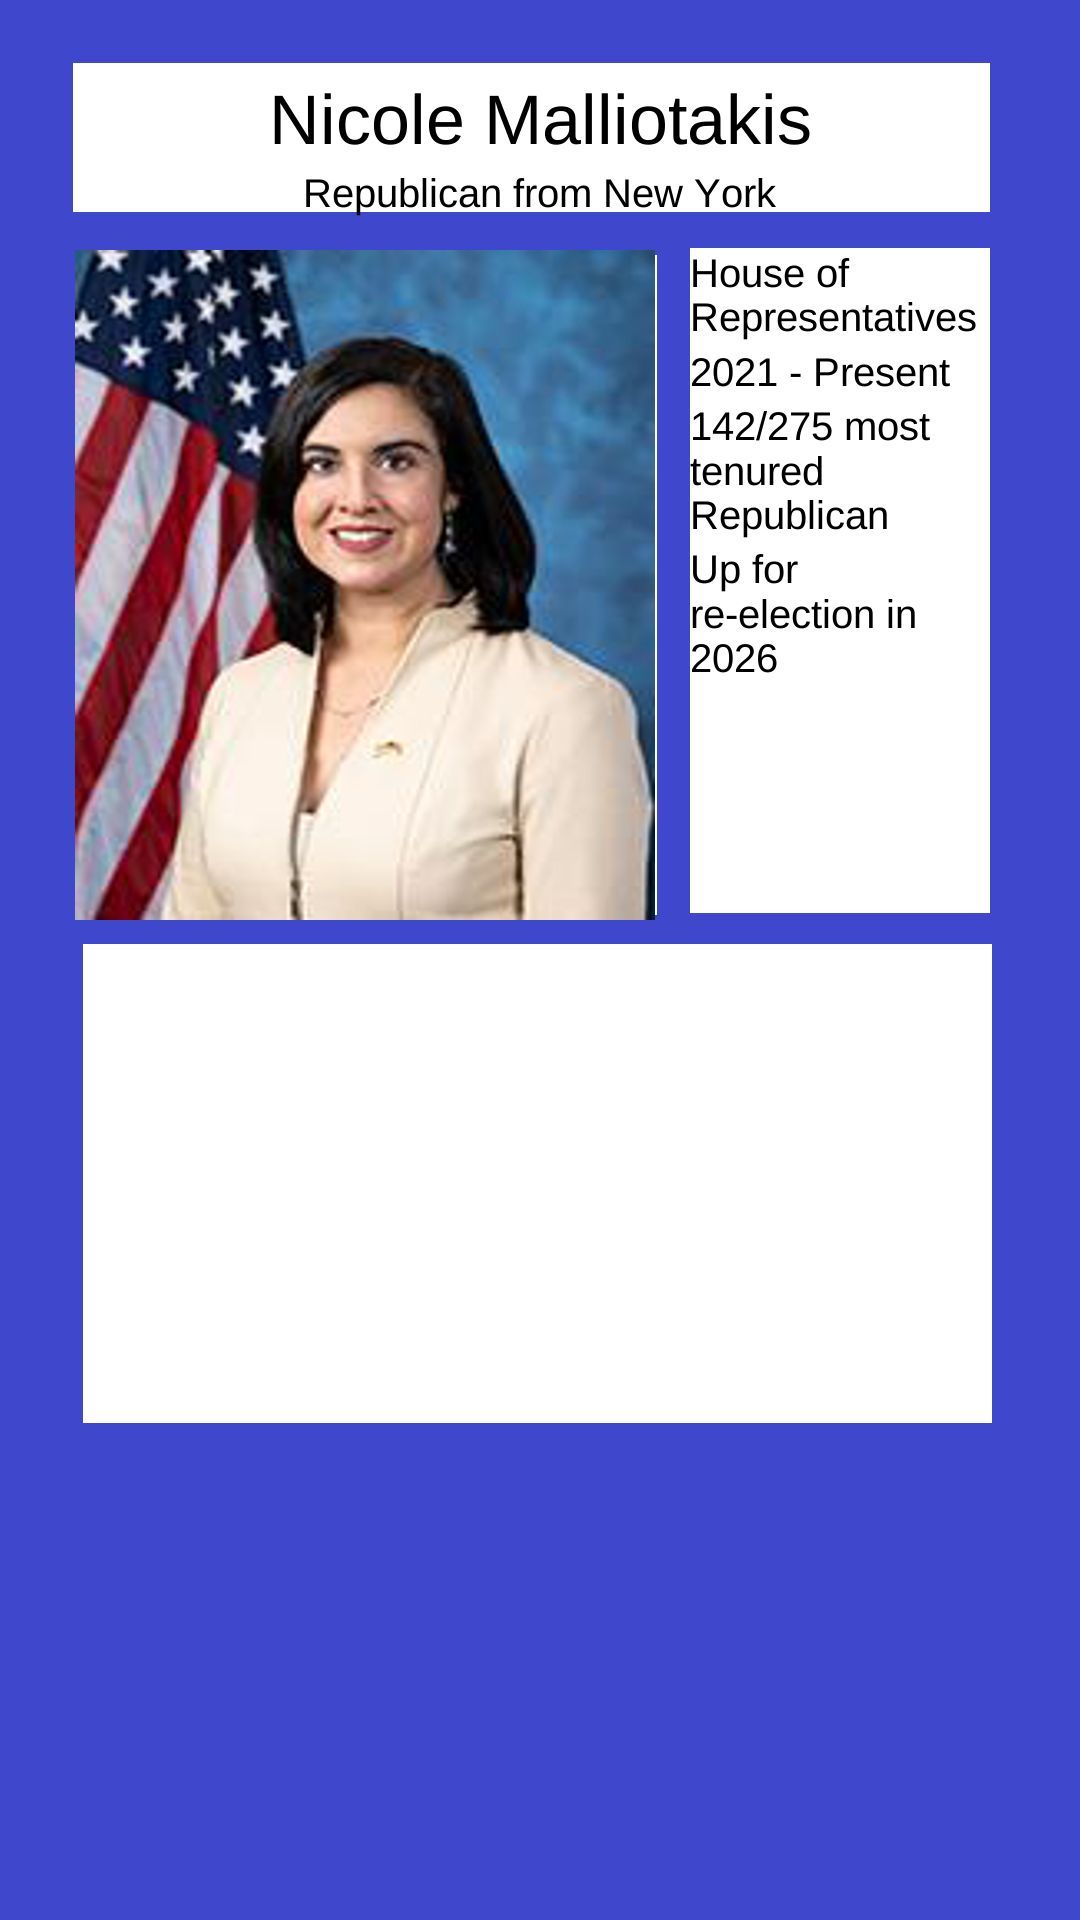 Nicole Malliotakis
Republican from New York
House of
Representatives
2021 - Present
142/275 most
tenured
Republican
Up for
re-election in
2026